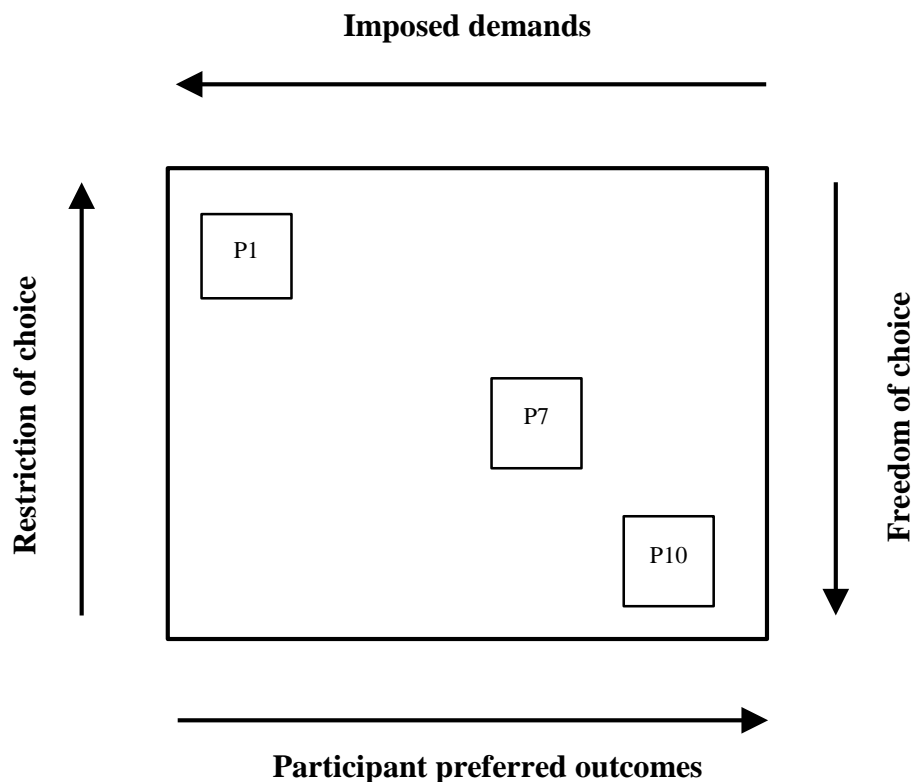 Imposed demands
Restriction of choice
P1
P7
P10
Freedom of choice
Participant preferred outcomes